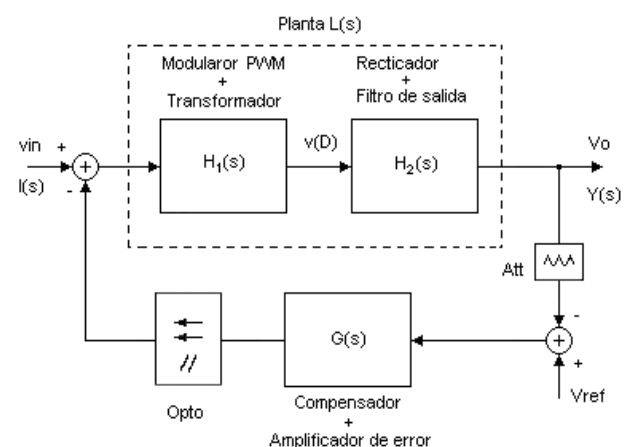 Planta L(s)
Modularor PWM
+
Transformador
Recticador
+
Filtro de salida
vin
+
-
I(s)
+
H1(s)
v(D)
H2(s)
Vo
Y(s)
Att
-
+
+
Vref
G(s)
Opto
Compensador
+
Amplificador de error